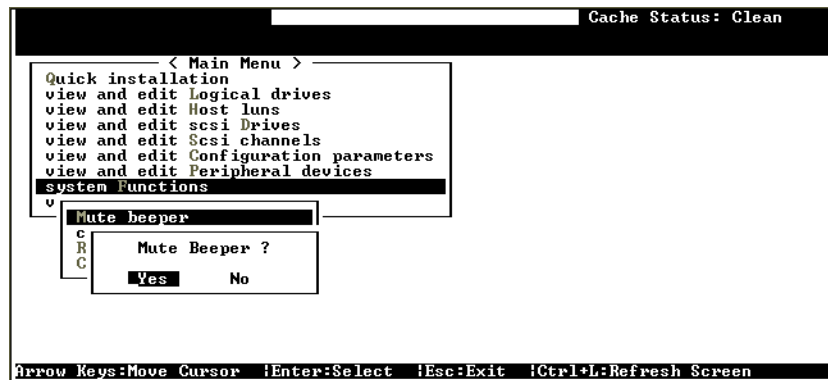 Cache Status: Clean
< Main Menu >
Quick installation
view and edit Logical drives
view and edit Host luns
view and edit scsi Drives
view and edit Scsi channels
view and edit Configuration parameters
view and edit Peripheral devices
system Functions
v
Mute beeper
c
R
C
Mute Beeper ?
Yes No
Arrow Keys:Move Cursor |Enter:Select |Esc:Exit |Ctrl+L:Refresh Screen